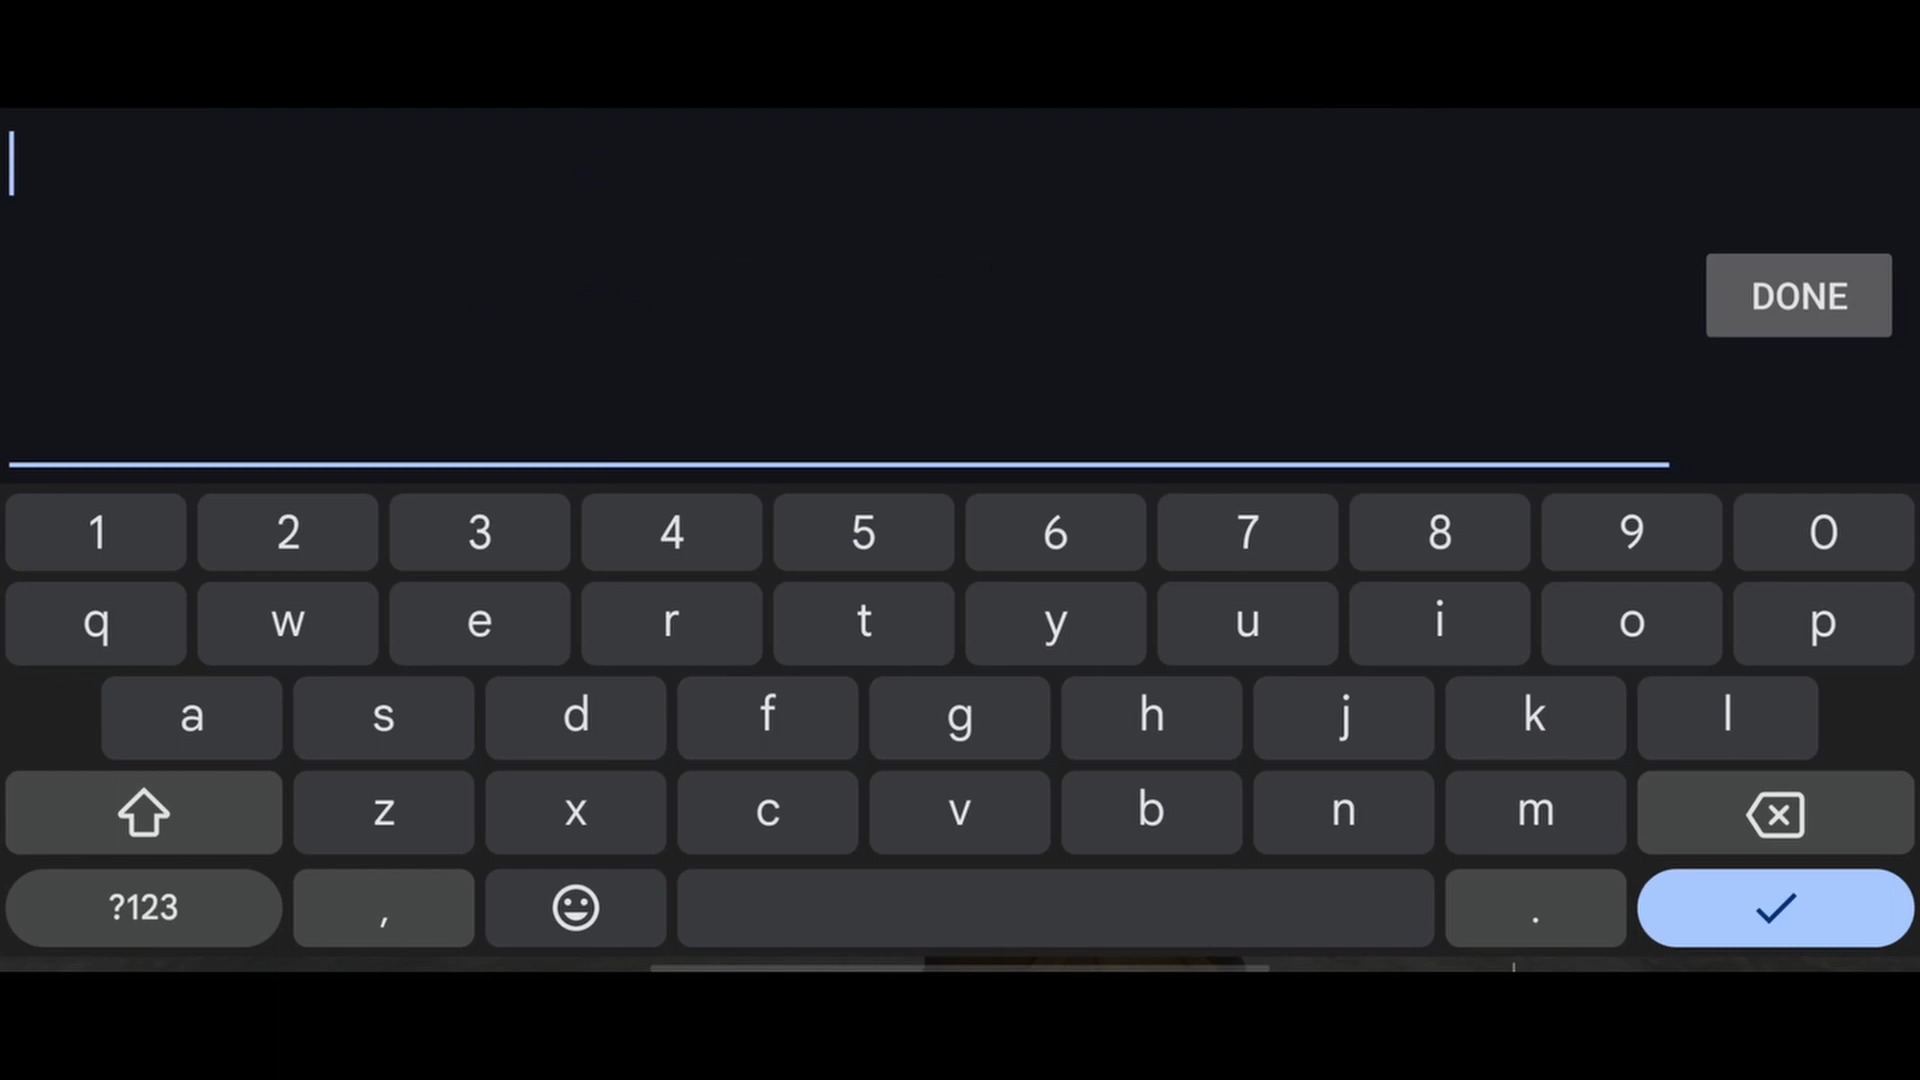 DONE
1 2 3 4 5 6 7 8 9 0
q w e r t y u i o p
a s d f g h j k l
z x c v b n m
?123 , .